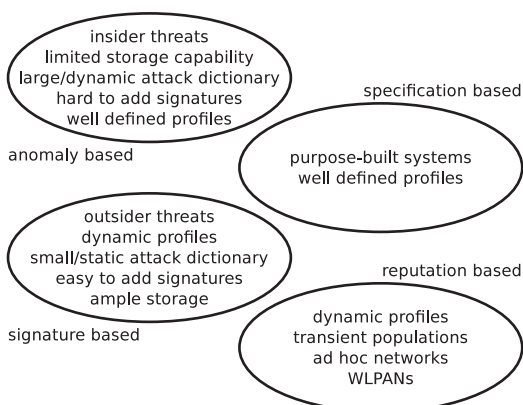 insider threats
limited storage capability
large/dynamic attack dictionary
hard to add signatures
well defined profiles
anomaly based
specification based
purpose-built systems
well defined profiles
outsider threats
dynamic profiles
small/static attack dictionary
easy to add signatures
ample storage
signature based
reputation based
dynamic profiles
transient populations
ad hoc networks
WLPANs